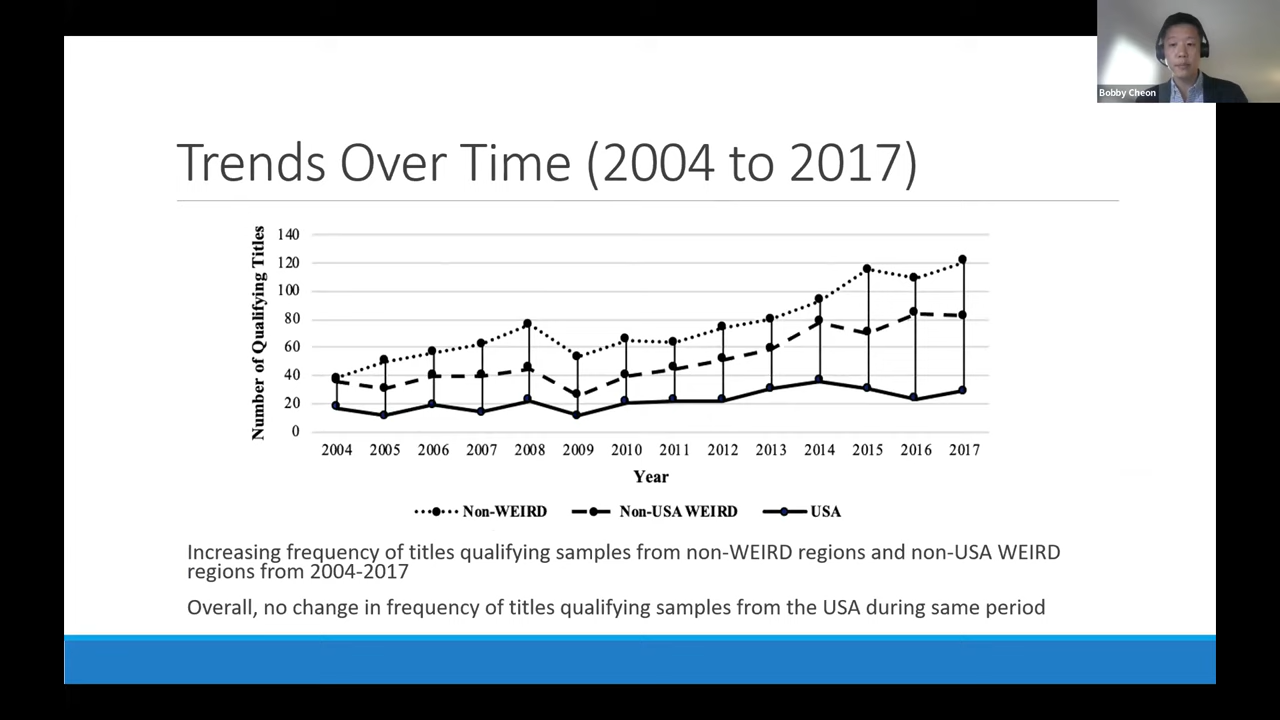 Bobby Cheon
Trends Over Time (2004 to 2017)
Number of Qualifying Titles
140
120
100
80
60
40
20
0
2004 2005 2006 2007 2008 2009 2010 2011 2012 2013 2014 2015 2016 2017
Year
Non-WEIRD Non-USA WEIRD USA
Increasing frequency of titles qualifying samples from non-WEIRD regions and non-USA WEIRD
regions from 2004-2017
Overall, no change in frequency of titles qualifying samples from the USA during same period